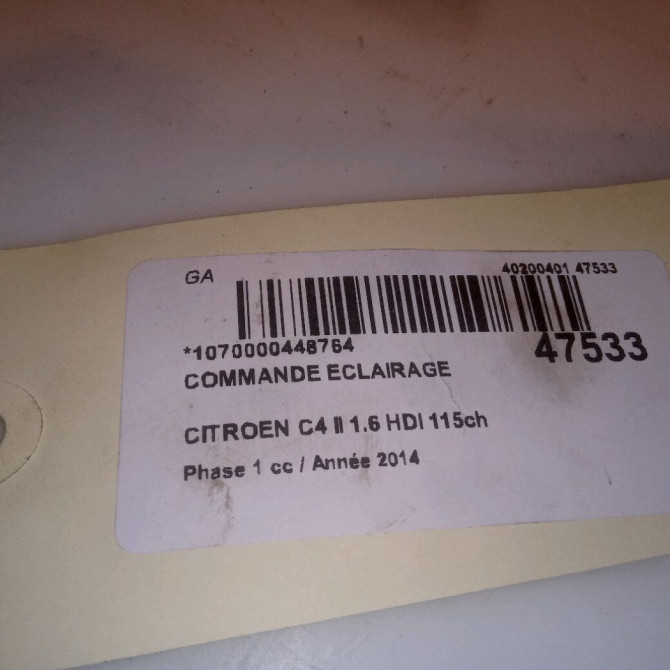 GA 40200401 47533
*1070000448764 47533
COMMANDE ECLAIRAGE
CITROEN C4 II 1.6 HDI 115ch
Phase 1 cc / Année 2014